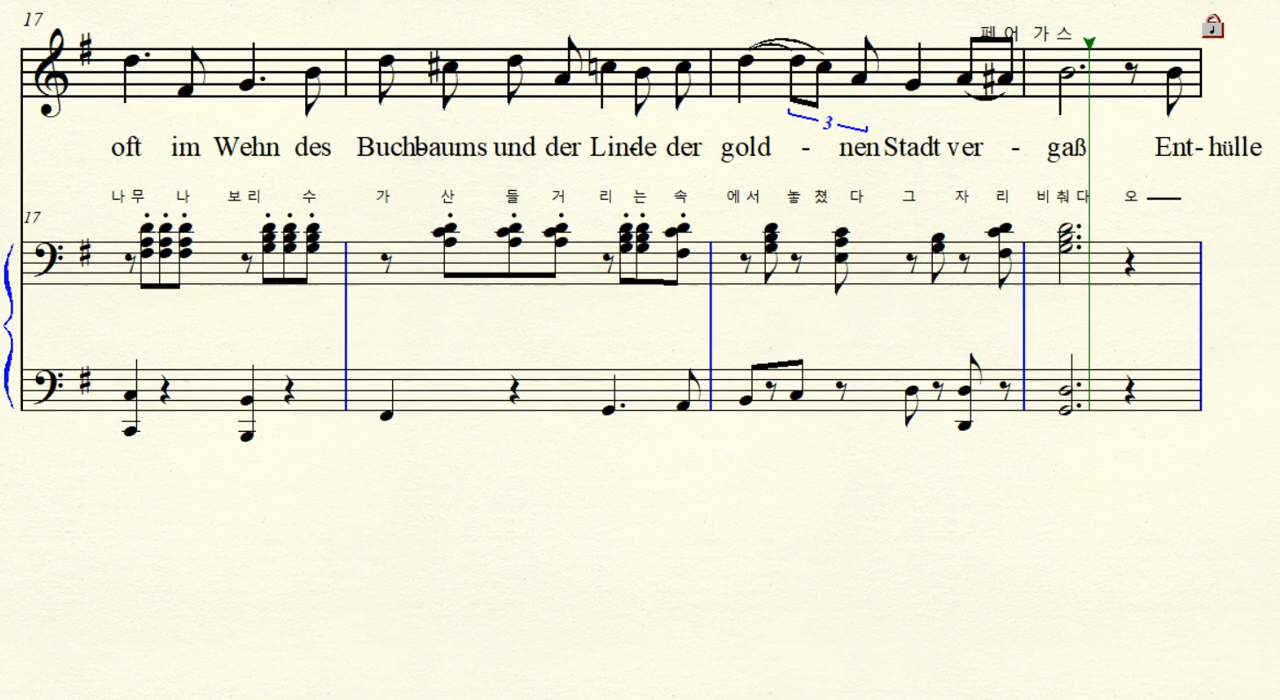 17
페 어 가 스
oft im Wehn des Buchbaums und der Linde der gold - nen Stadt ver - gaß Ent- hülle
3
나 무 나 보 리 수 가 산 들 거 리 는 속 에 서 놓 쳤 다 그 자 리 비 춰 다 오
17